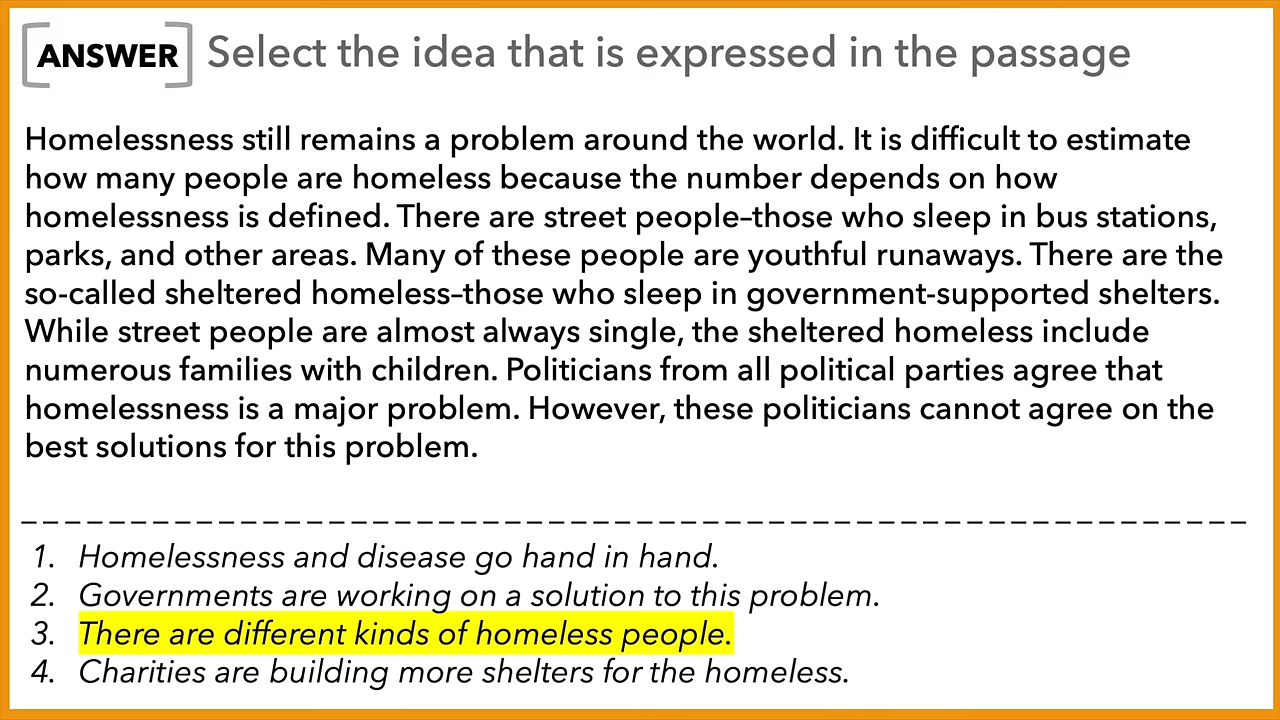 [ANSWER] Select the idea that is expressed in the passage
Homelessness still remains a problem around the world. It is difficult to estimate
how many people are homeless because the number depends on how
homelessness is defined. There are street people–those who sleep in bus stations,
parks, and other areas. Many of these people are youthful runaways. There are the
so-called sheltered homeless–those who sleep in government-supported shelters.
While street people are almost always single, the sheltered homeless include
numerous families with children. Politicians from all political parties agree that
homelessness is a major problem. However, these politicians cannot agree on the
best solutions for this problem.
1. Homelessness and disease go hand in hand.
2. Governments are working on a solution to this problem.
3. There are different kinds of homeless people.
4. Charities are building more shelters for the homeless.